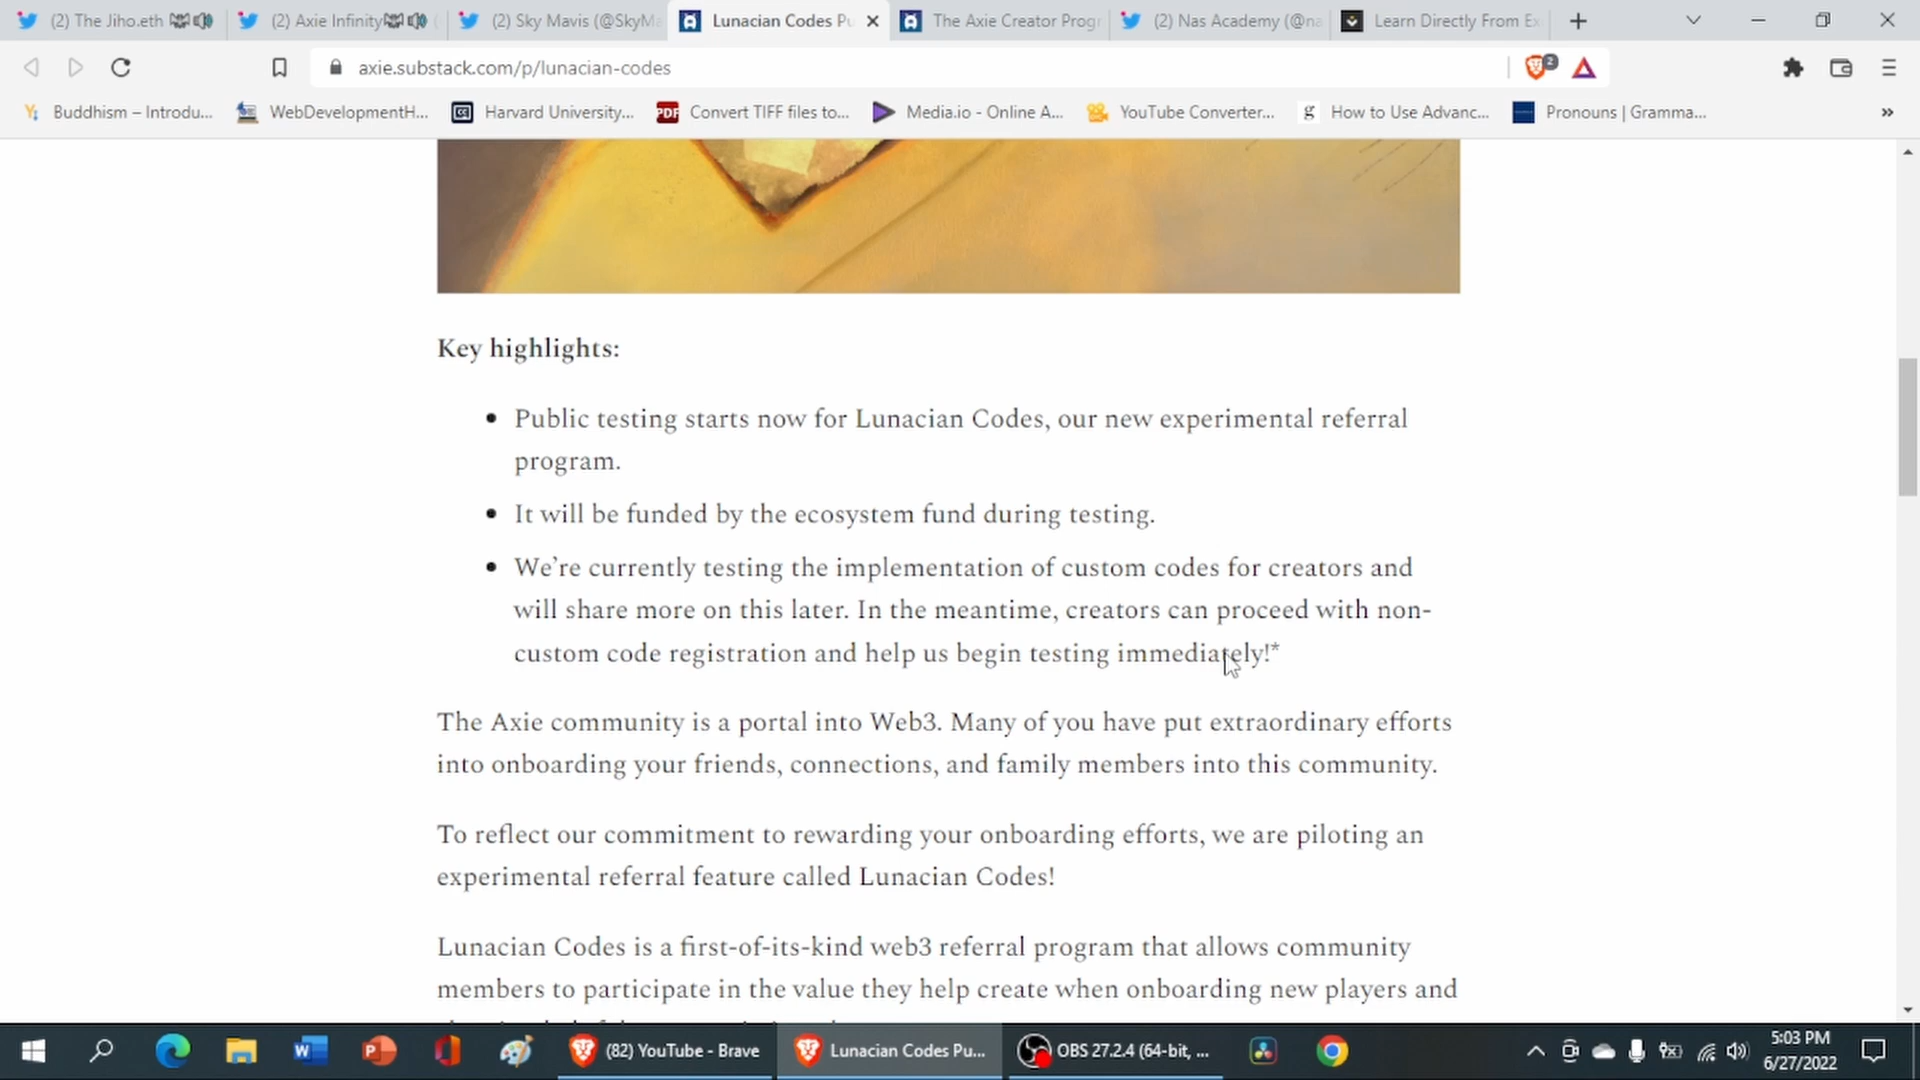 (2) The Jiho.eth
(2) Axie Infinity
(2) Sky Mavis (@SkyMa
Lunacian Codes Pu
The Axie Creator Progr
(2) Nas Academy (@na
Learn Directly From Ex
axie.substack.com/p/lunacian-codes
2
Buddhism – Introdu...
WebDevelopmentH...
Harvard University...
PDF
Convert TIFF files to...
Media.io - Online A...
YouTube Converter...
g
How to Use Advanc...
Pronouns | Gramma...
Key highlights:
• Public testing starts now for Lunacian Codes, our new experimental referral
program.
• It will be funded by the ecosystem fund during testing.
• We’re currently testing the implementation of custom codes for creators and
will share more on this later. In the meantime, creators can proceed with non-
custom code registration and help us begin testing immediately!*
The Axie community is a portal into Web3. Many of you have put extraordinary efforts
into onboarding your friends, connections, and family members into this community.
To reflect our commitment to rewarding your onboarding efforts, we are piloting an
experimental referral feature called Lunacian Codes!
Lunacian Codes is a first-of-its-kind web3 referral program that allows community
members to participate in the value they help create when onboarding new players and
(82) YouTube - Brave
Lunacian Codes Pu...
OBS 27.2.4 (64-bit, ...
5:03 PM
6/27/2022